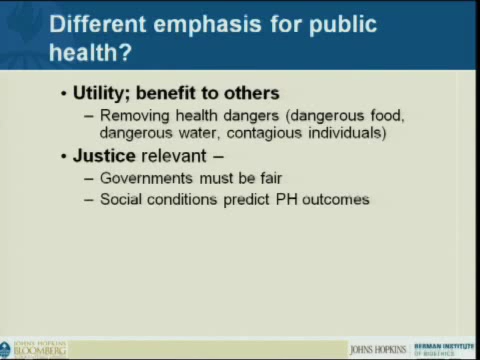 Different emphasis for public
health?
• Utility; benefit to others
– Removing health dangers (dangerous food,
dangerous water, contagious individuals)
• Justice relevant –
– Governments must be fair
– Social conditions predict PH outcomes
JOHNS HOPKINS
BLOOMBERG
JOHNS HOPKINS
BERMAN INSTITUTE
OF BIOETHICS